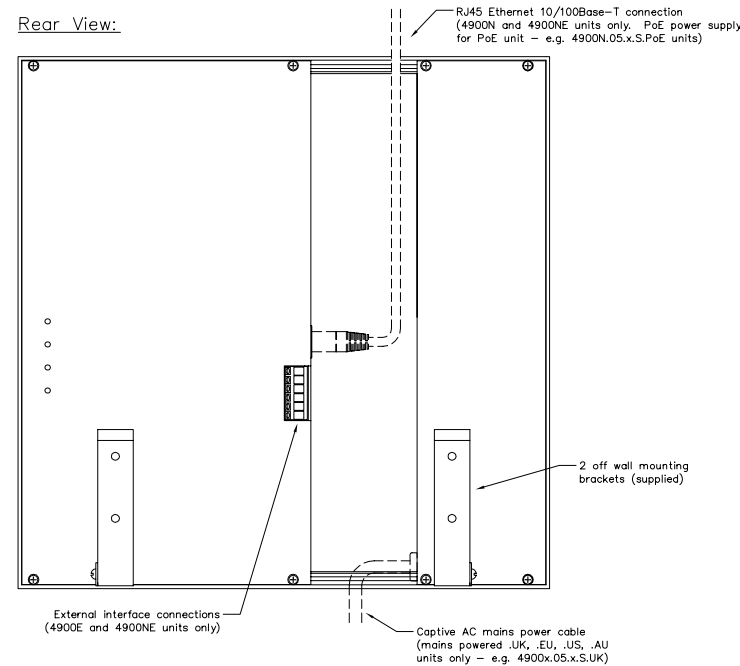 Rear View:
RJ45 Ethernet 10/100Base-T connection
(4900N and 4900NE units only.  PoE power supply
for PoE unit - e.g. 4900N.05.x.S.PoE units)
2 off wall mounting
brackets (supplied)
External interface connections
(4900E and 4900NE units only)
Captive AC mains power cable
(mains powered .UK, .EU, .US, .AU
units only - e.g. 4900x.05.x.S.UK)